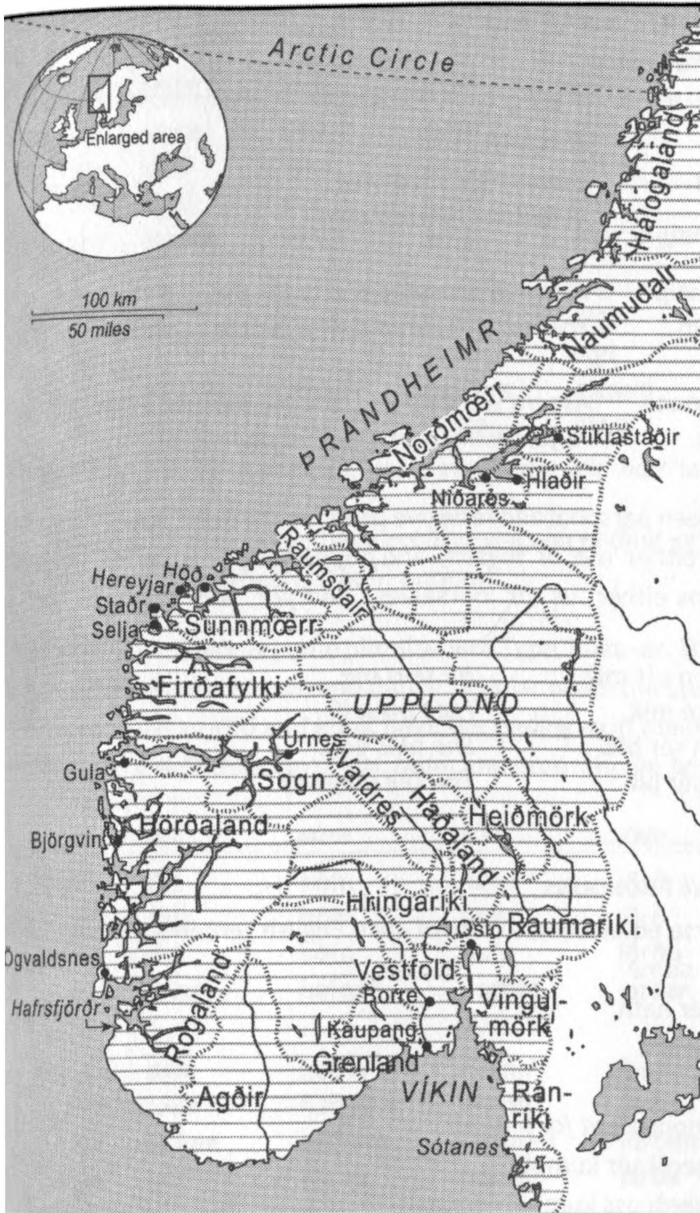 Arctic Circle
Enlarged area
100 km
50 miles
Hálogaland
Naumudalr
ÞRÁNDHEIMR
Norðmœrr
Stiklastaðir
Hlaðir
Niðarós
Raumsdalr
Höð
Hereyjar
Staðr
Selja
Sunnmœrr
Firðafylki
UPPLÖND
Urnes
Gula
Sogn
Valdres
Haðaland
Heiðmörk
Hörðaland
Björgvin
Hringaríki
Oslo
Raumaríki.
Ögvaldsnes
Vestfold
Borre
Vingul-
mörk
Hafrsfjörðr
Rogaland
Kaupang
Grenland
Agðir
VÍKIN
Ran-
ríki
Sótanes